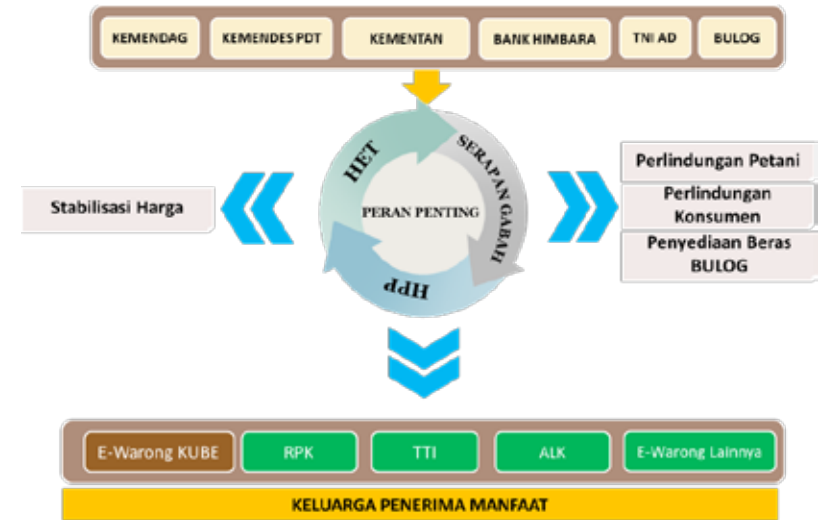 KEMENDAG
KEMENDES PDT
KEMENTAN
BANK HIMBARA
TNI AD
BULOG
HET
SERAPAN GABAH
HPP
PERAN PENTING
Stabilisasi Harga
Perlindungan Petani
Perlindungan
Konsumen
Penyediaan Beras
BULOG
E-Warong KUBE
RPK
TTI
ALK
E-Warong Lainnya
KELUARGA PENERIMA MANFAAT